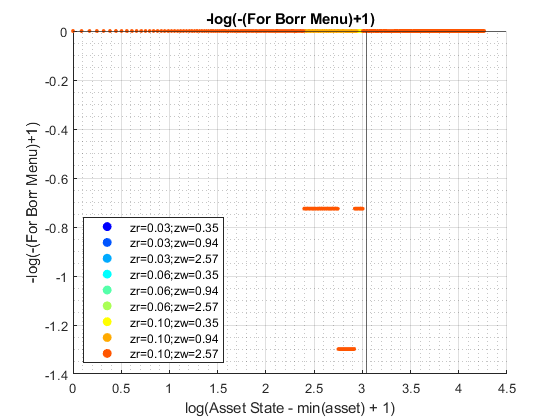 -log(-(For Borr Menu)+1)
0
-0.2
-0.4
-0.6
-0.8
-1
-1.2
-1.4
-log(-(For Borr Menu)+1)
zr=0.03;zw=0.35
zr=0.03;zw=0.94
zr=0.03;zw=2.57
zr=0.06;zw=0.35
zr=0.06;zw=0.94
zr=0.06;zw=2.57
zr=0.10;zw=0.35
zr=0.10;zw=0.94
zr=0.10;zw=2.57
0 0.5 1 1.5 2 2.5 3 3.5 4 4.5
log(Asset State - min(asset) + 1)